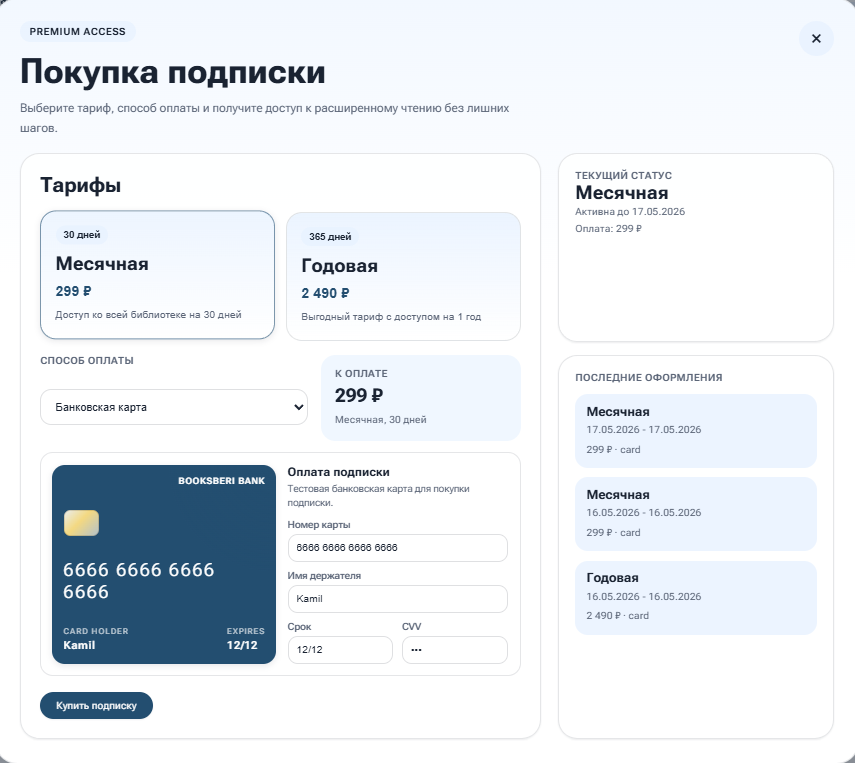 PREMIUM ACCESS
×
Покупка подписки
Выберите тариф, способ оплаты и получите доступ к расширенному чтению без лишних
шагов.
Тарифы
30 дней
Месячная
299 ₽
Доступ ко всей библиотеке на 30 дней
365 дней
Годовая
2 490 ₽
Выгодный тариф с доступом на 1 год
СПОСОБ ОПЛАТЫ
Банковская карта
К ОПЛАТЕ
299 ₽
Месячная, 30 дней
BOOKSBERI BANK
6666 6666 6666
6666
CARD HOLDER
Kamil
EXPIRES
12/12
Оплата подписки
Тестовая банковская карта для покупки
подписки.
Номер карты
6666 6666 6666 6666
Имя держателя
Kamil
Срок
12/12
CVV
•••
Купить подписку
ТЕКУЩИЙ СТАТУС
Месячная
Активна до 17.05.2026
Оплата: 299 ₽
ПОСЛЕДНИЕ ОФОРМЛЕНИЯ
Месячная
17.05.2026 - 17.05.2026
299 ₽ · card
Месячная
16.05.2026 - 16.05.2026
299 ₽ · card
Годовая
16.05.2026 - 16.05.2026
2 490 ₽ · card